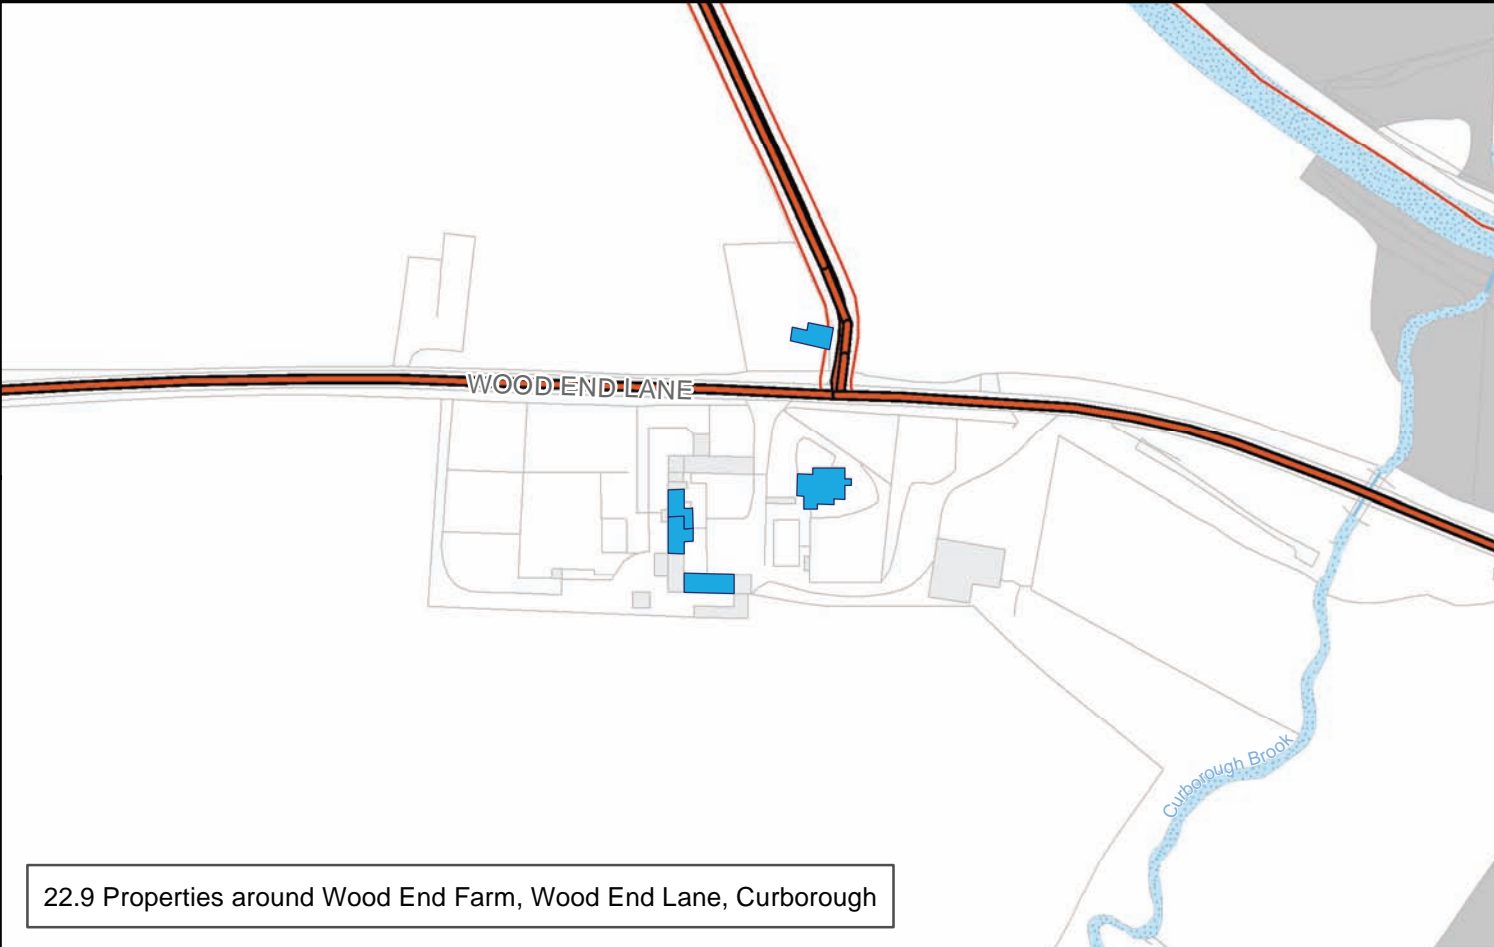 WOOD END LANE
Curborough Brook
22.9 Properties around Wood End Farm, Wood End Lane, Curborough